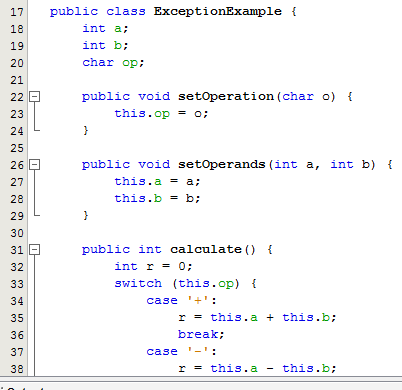 17 public class ExceptionExample {
18 int a;
19 int b;
20 char op;
21
22 public void setOperation(char o) {
23 this.op = o;
24 }
25
26 public void setOperands(int a, int b) {
27 this.a = a;
28 this.b = b;
29 }
30
31 public int calculate() {
32 int r = 0;
33 switch (this.op) {
34 case '+':
35 r = this.a + this.b;
36 break;
37 case '-':
38 r = this.a - this.b;